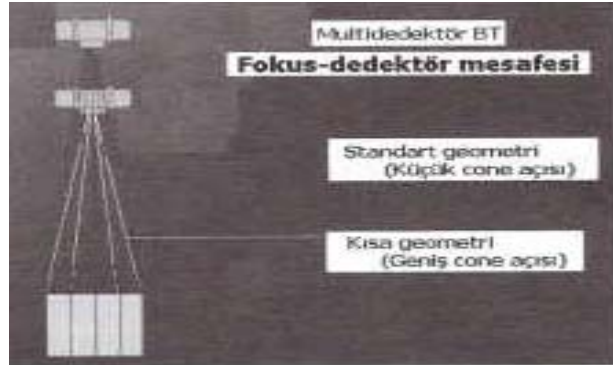 Multidedektör BT
Fokus-dedektör mesafesi
Standart geometri
(Küçük cone açısı)
Kısa geometri
(Geniş cone açısı)